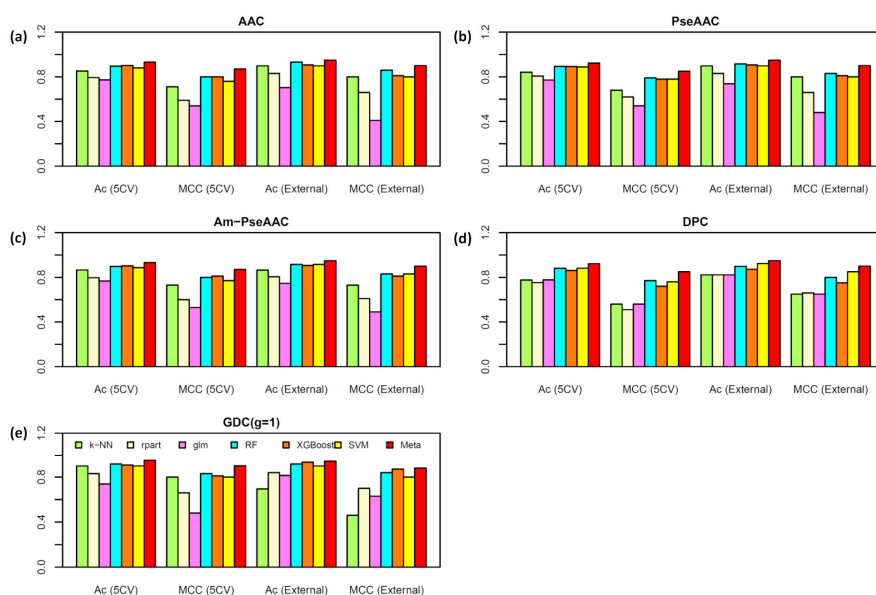 AAC
(a)
1.2
0.8
0.4
0.0
Ac (5CV) MCC (5CV) Ac (External) MCC (External)
PseAAC
(b)
1.2
0.8
0.4
0.0
Ac (5CV) MCC (5CV) Ac (External) MCC (External)
Am−PseAAC
(c)
1.2
0.8
0.4
0.0
Ac (5CV) MCC (5CV) Ac (External) MCC (External)
DPC
(d)
1.2
0.8
0.4
0.0
Ac (5CV) MCC (5CV) Ac (External) MCC (External)
GDC(g=1)
(e)
k−NN rpart glm RF XGBoost SVM Meta
1.2
0.8
0.4
0.0
Ac (5CV) MCC (5CV) Ac (External) MCC (External)